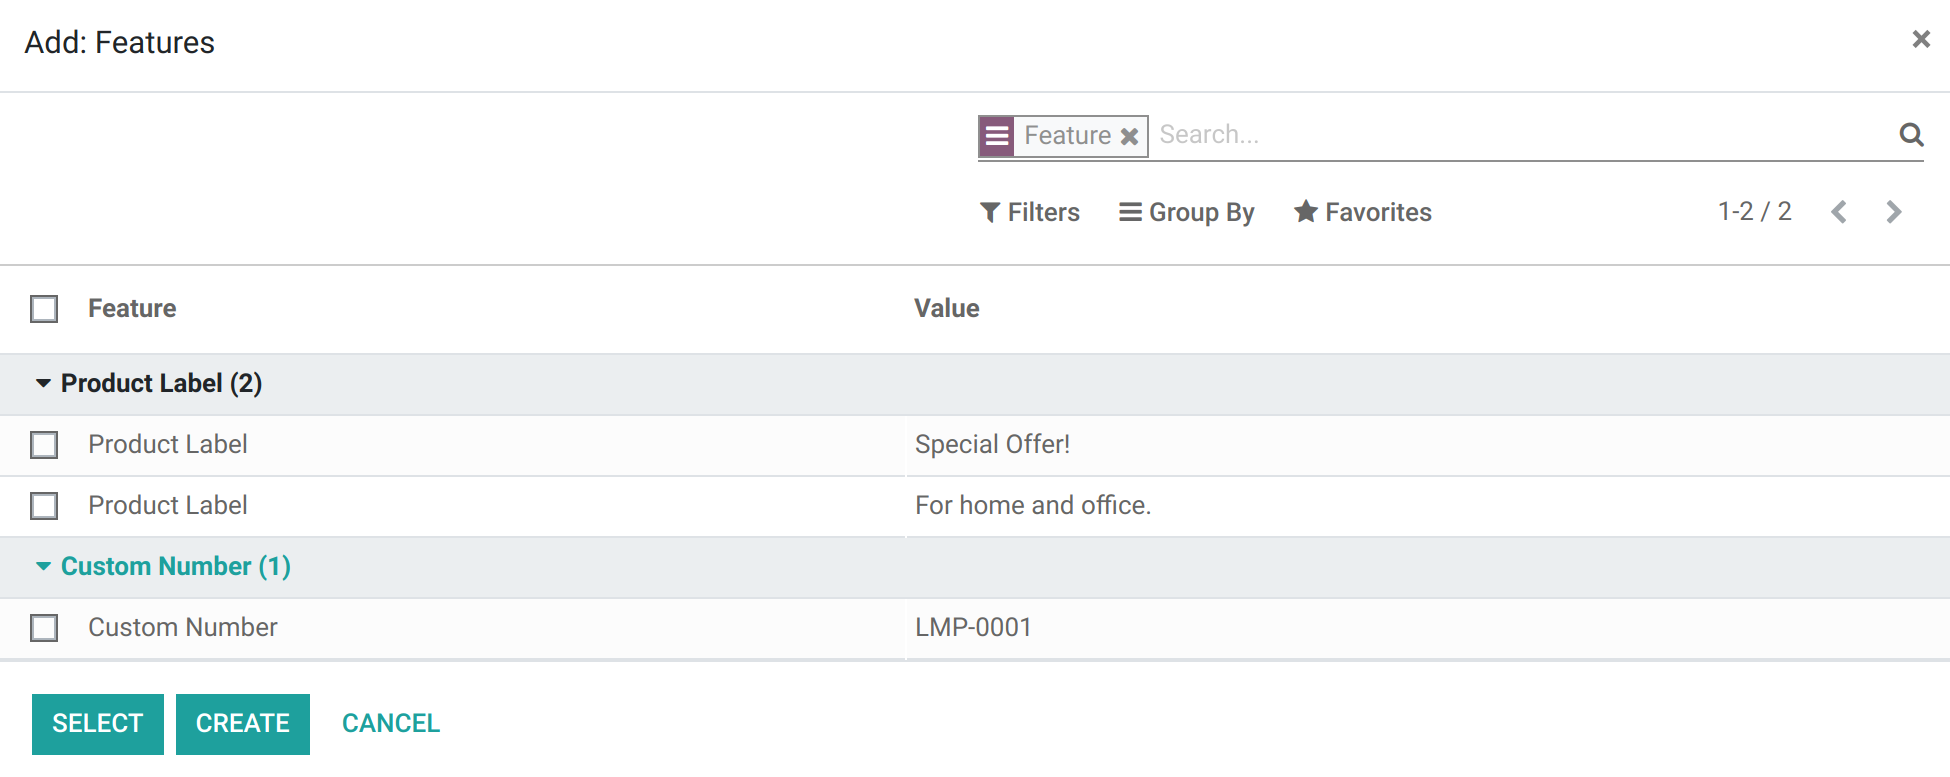 Add: Features
Feature Search...
Filters Group By Favorites 1-2 / 2
Feature Value
Product Label (2)
Product Label Special Offer!
Product Label For home and office.
Custom Number (1)
Custom Number LMP-0001
SELECT CREATE CANCEL